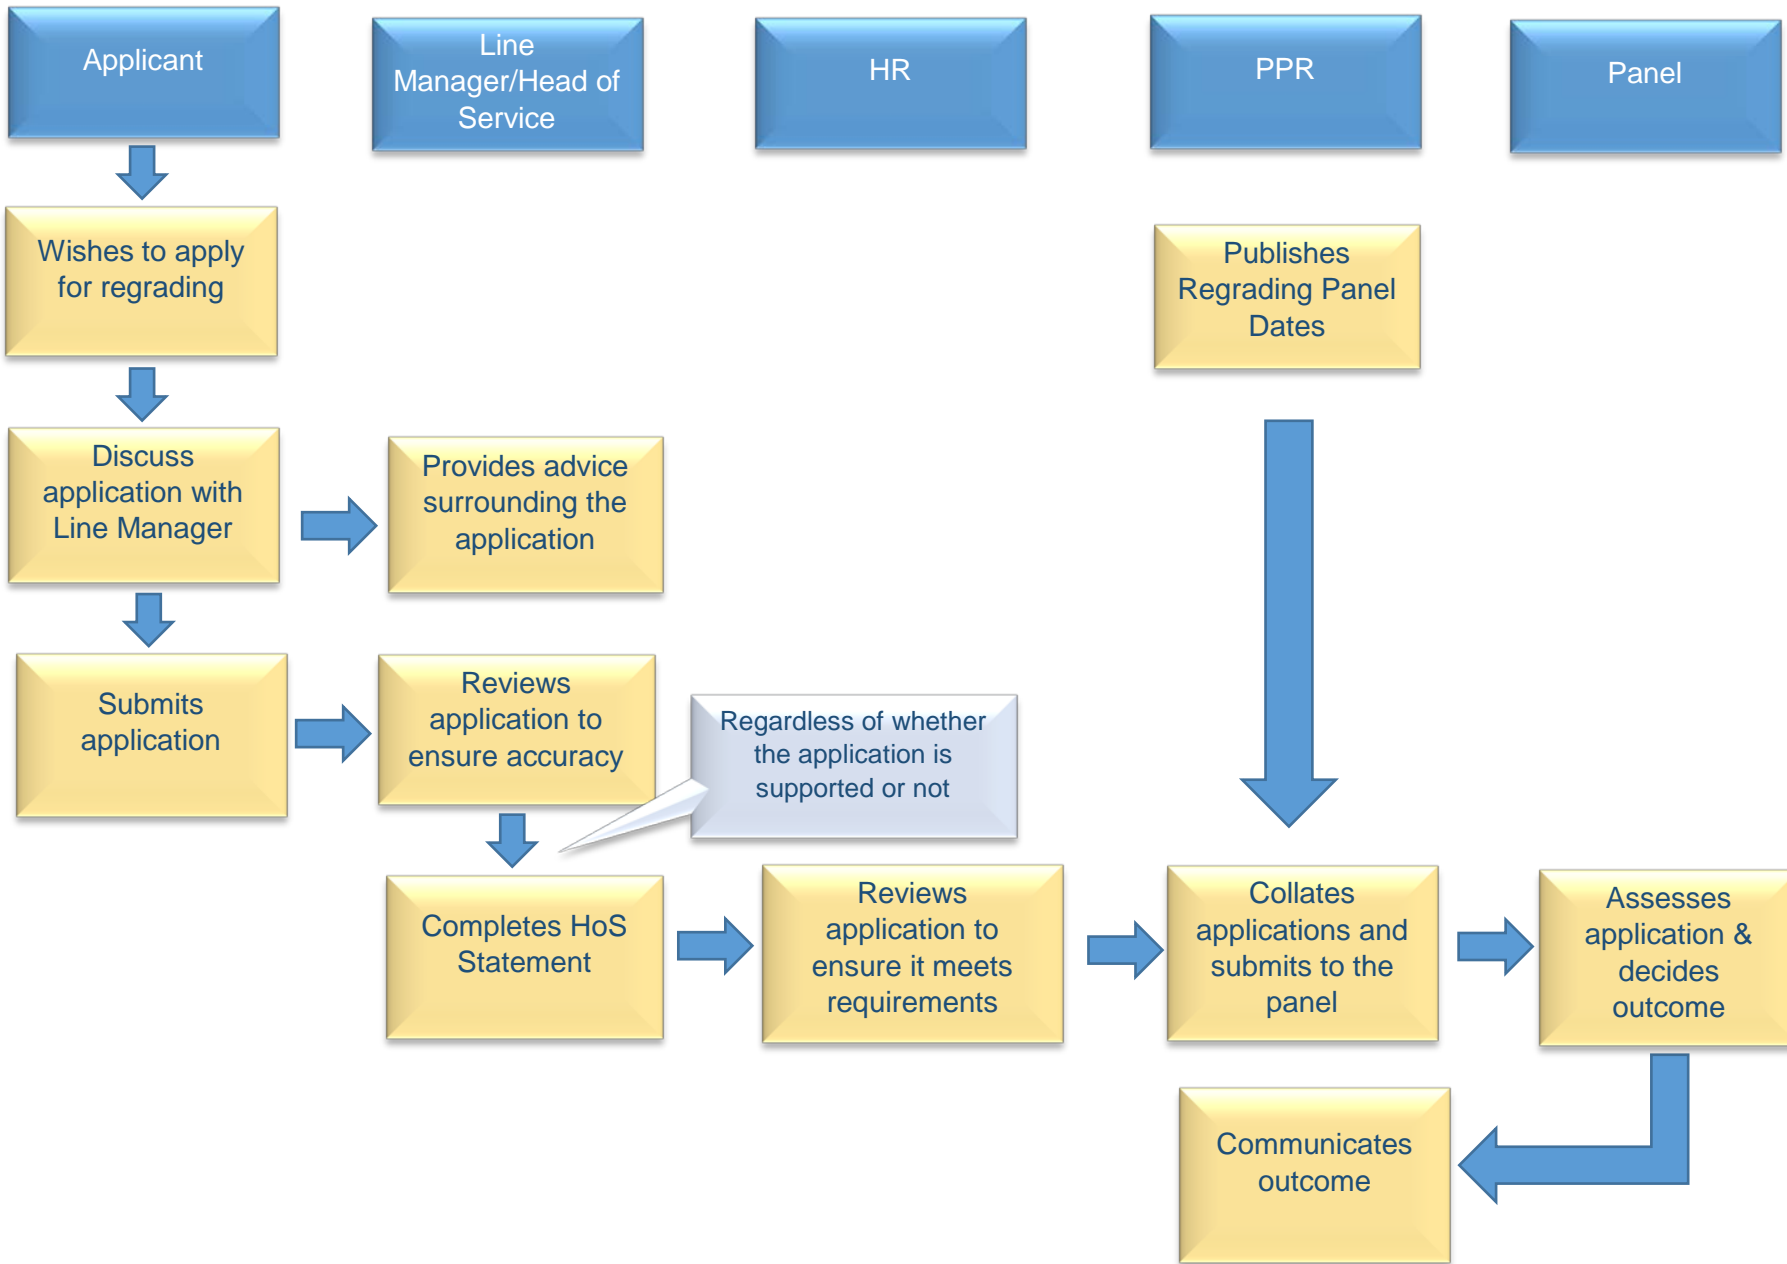 Applicant
Line
Manager/Head of
Service
HR
PPR
Panel
Wishes to apply
for regrading
Publishes
Regrading Panel
Dates
Discuss
application with
Line Manager
Provides advice
surrounding the
application
Submits
application
Reviews
application to
ensure accuracy
Regardless of whether
the application is
supported or not
Completes HoS
Statement
Reviews
application to
ensure it meets
requirements
Collates
applications and
submits to the
panel
Assesses
application &
decides
outcome
Communicates
outcome